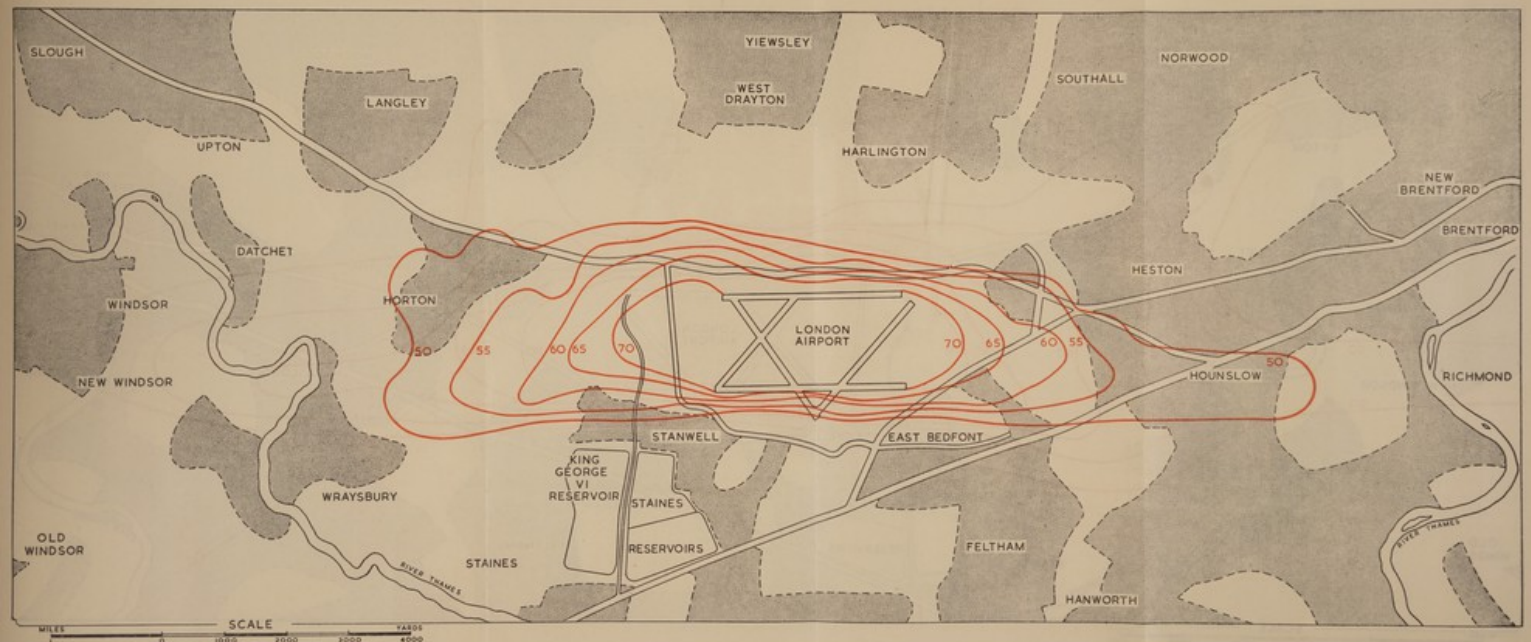 SLOUGH
YIEWSLEY
NORWOOD
WEST
DRAYTON
SOUTHALL
LANGLEY
UPTON
HARLINGTON
NEW
BRENTFORD
BRENTFORD
DATCHET
HESTON
HORTON
WINDSOR
LONDON
AIRPORT
50
55
60
65
70
70
65
60
55
50
NEW WINDSOR
HOUNSLOW
RICHMOND
STANWELL
EAST BEDFONT
KING
GEORGE
VI
RESERVOIR
WRAYSBURY
STAINES
RESERVOIRS
OLD
WINDSOR
STAINES
FELTHAM
RIVER THAMES
RIVER THAMES
HANWORTH
SCALE
MILES
YARDS
0
1000
2000
3000
4000